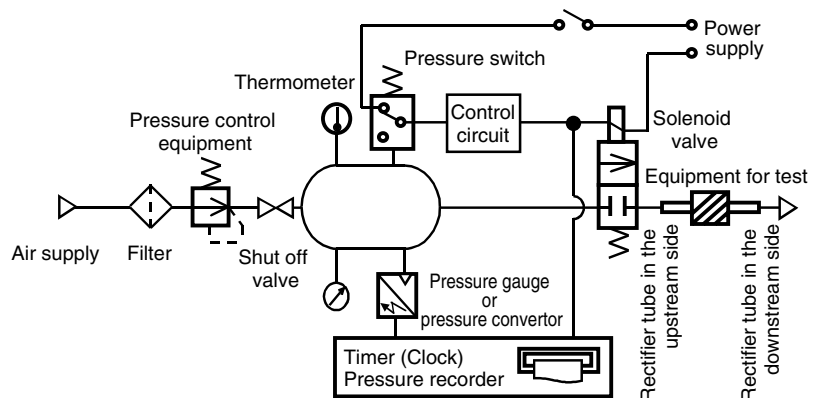 Power
supply
Pressure switch
Thermometer
Control
circuit
Solenoid
valve
Pressure control
equipment
Equipment for test
Air supply
Filter
Shut off
valve
Pressure gauge
or
pressure convertor
Rectifier tube in the
upstream side
Rectifier tube in the
downstream side
Timer (Clock)
Pressure recorder